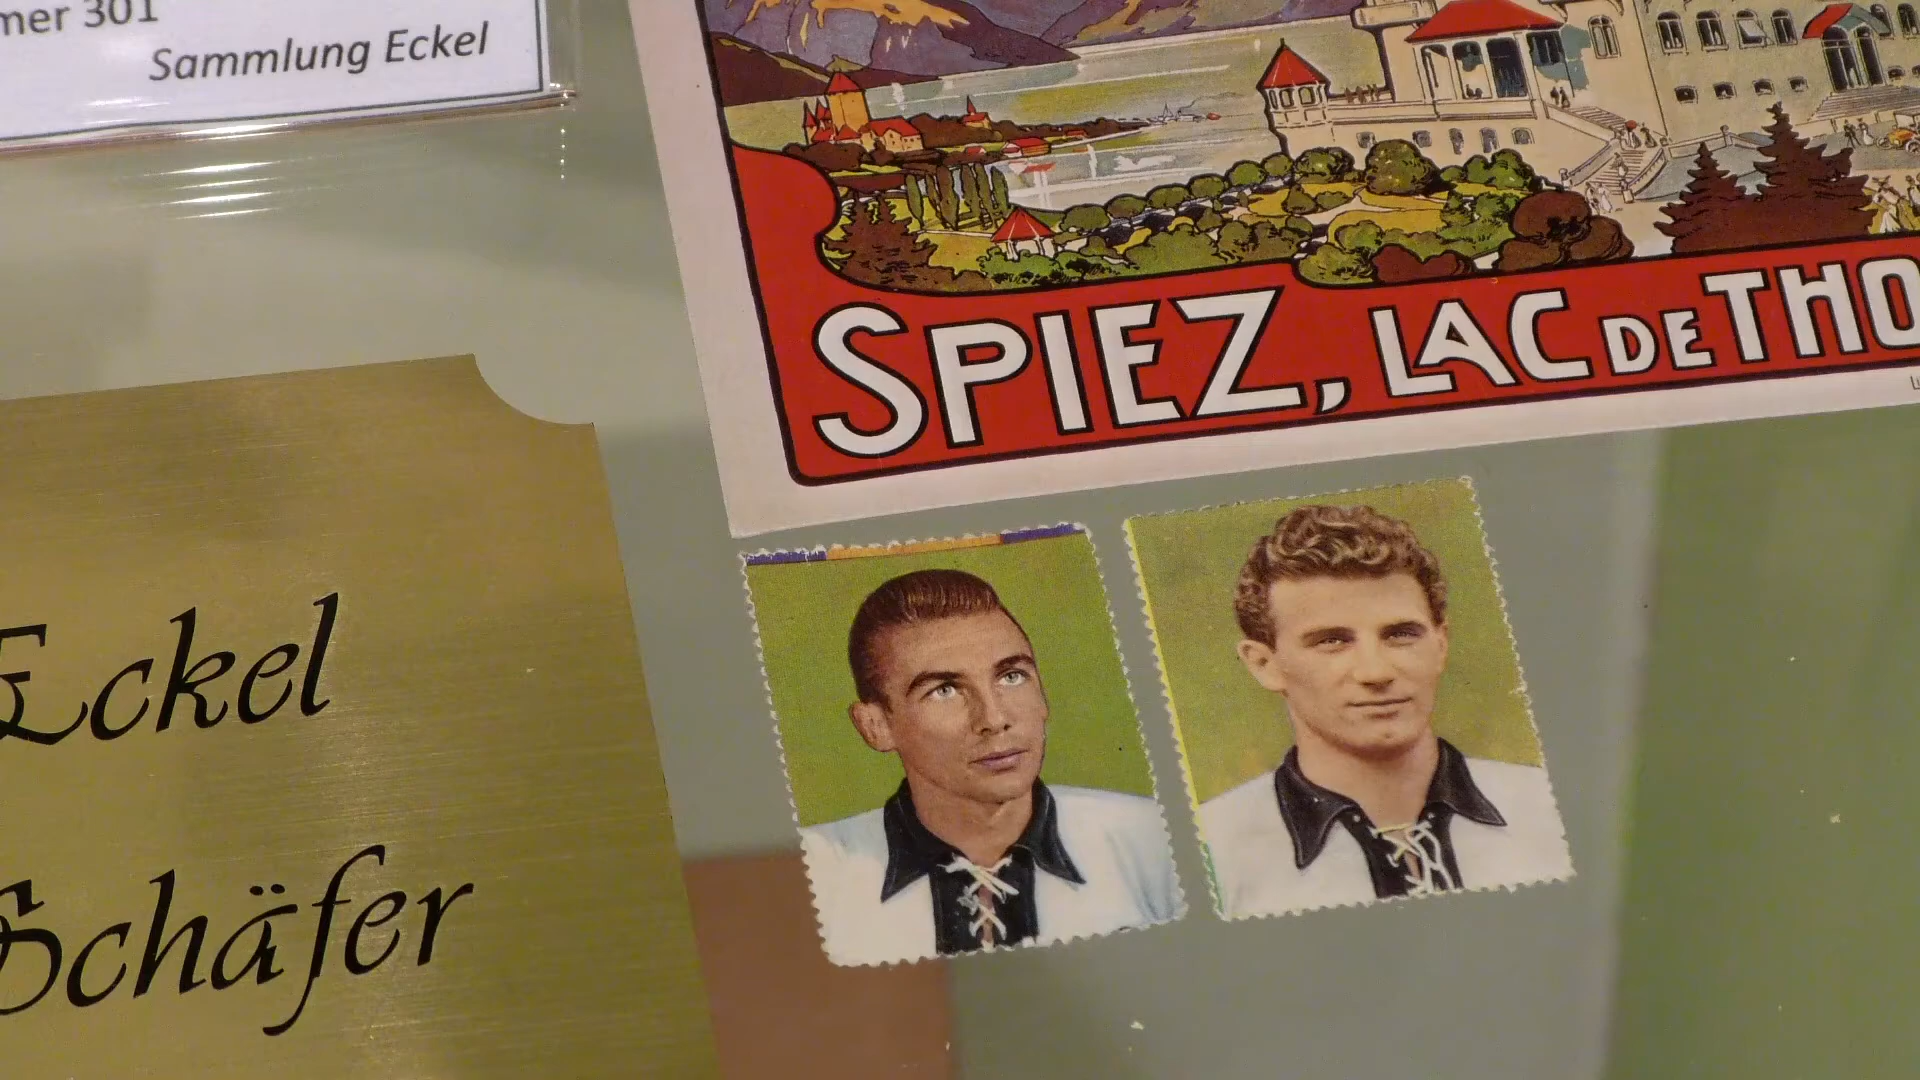 mer 301
Sammlung Eckel
SPIEZ, LAC DE THO
Eckel
Schäfer